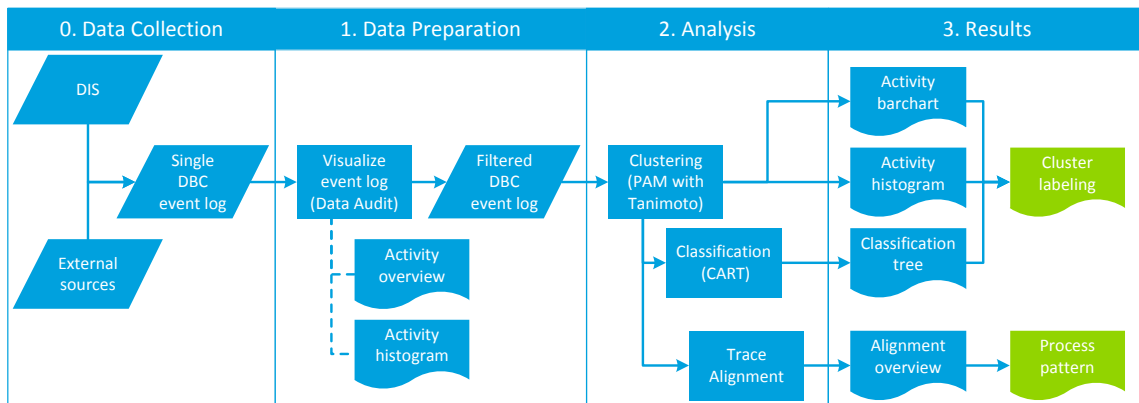 0. Data Collection
1. Data Preparation
2. Analysis
3. Results
DIS
Single
DBC
event log
External
sources
Visualize
event log
(Data Audit)
Filtered
DBC
event log
Activity
overview
Activity
histogram
Clustering
(PAM with
Tanimoto)
Classification
(CART)
Trace
Alignment
Activity
barchart
Activity
histogram
Classification
tree
Alignment
overview
Cluster
labeling
Process
pattern